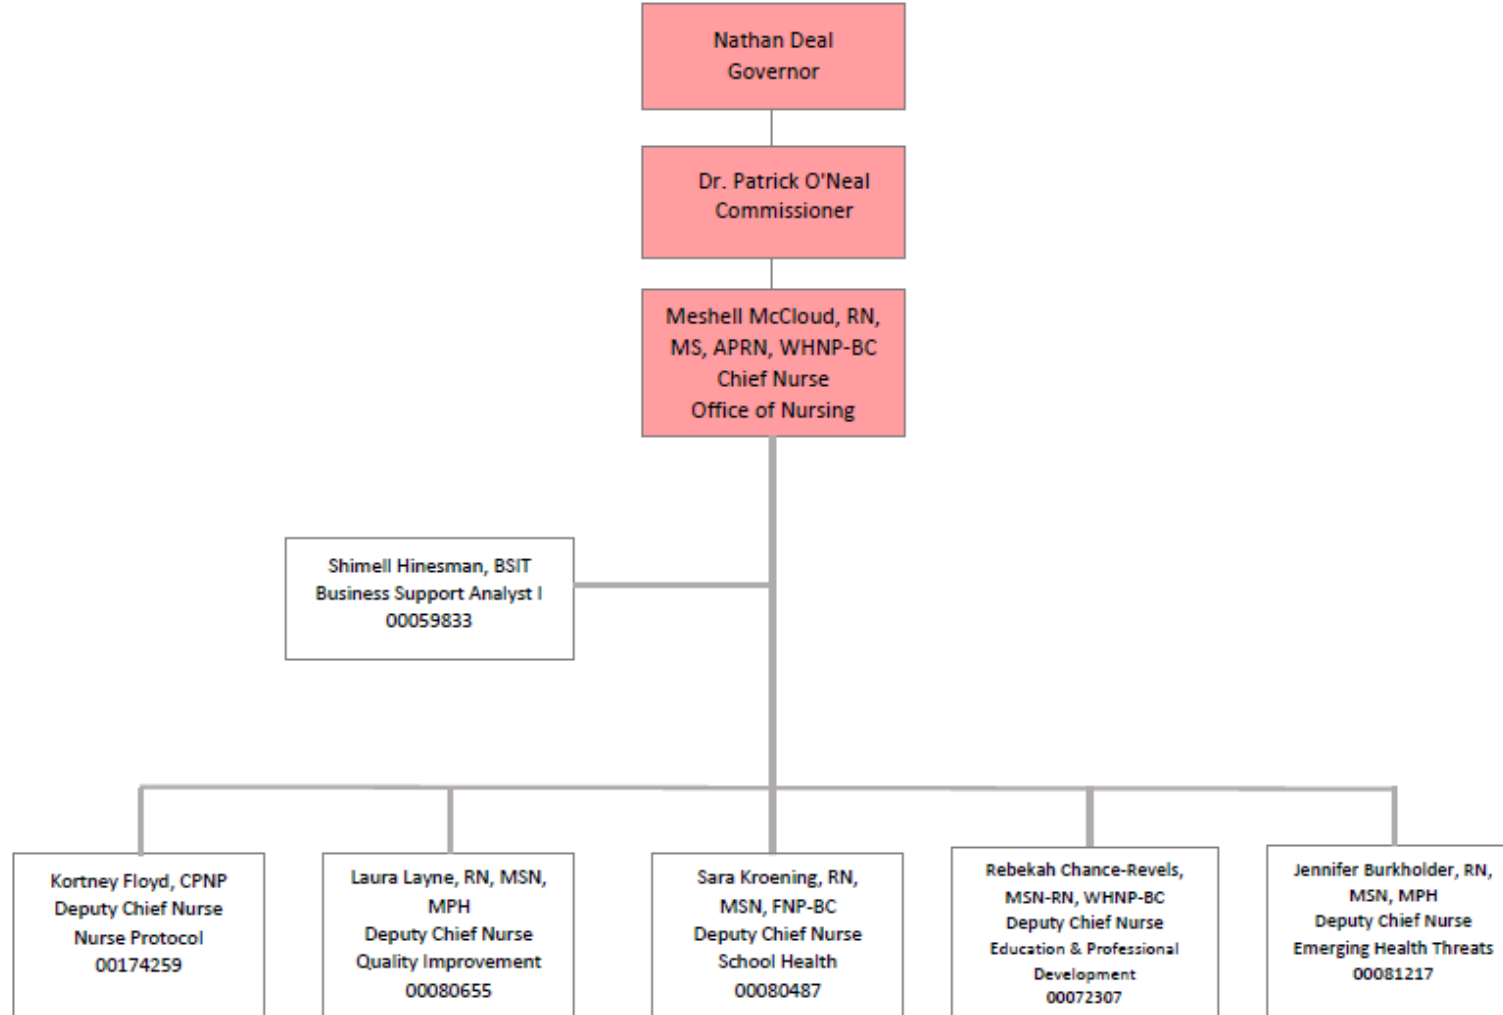 Nathan Deal
Governor
Dr. Patrick O'Neal
Commissioner
Meshell McCloud, RN,
MS, APRN, WHNP-BC
Chief Nurse
Office of Nursing
Shimell Hinesman, BSIT
Business Support Analyst I
00059833
Kortney Floyd, CPNP
Deputy Chief Nurse
Nurse Protocol
00174259
Laura Layne, RN, MSN,
MPH
Deputy Chief Nurse
Quality Improvement
00080655
Sara Kroening, RN,
MSN, FNP-BC
Deputy Chief Nurse
School Health
00080487
Rebekah Chance-Revels,
MSN-RN, WHNP-BC
Deputy Chief Nurse
Education & Professional
Development
00072307
Jennifer Burkholder, RN,
MSN, MPH
Deputy Chief Nurse
Emerging Health Threats
00081217